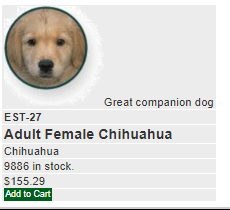 Great companion dog
EST-27
Adult Female Chihuahua
Chihuahua
9886 in stock.
$155.29
Add to Cart